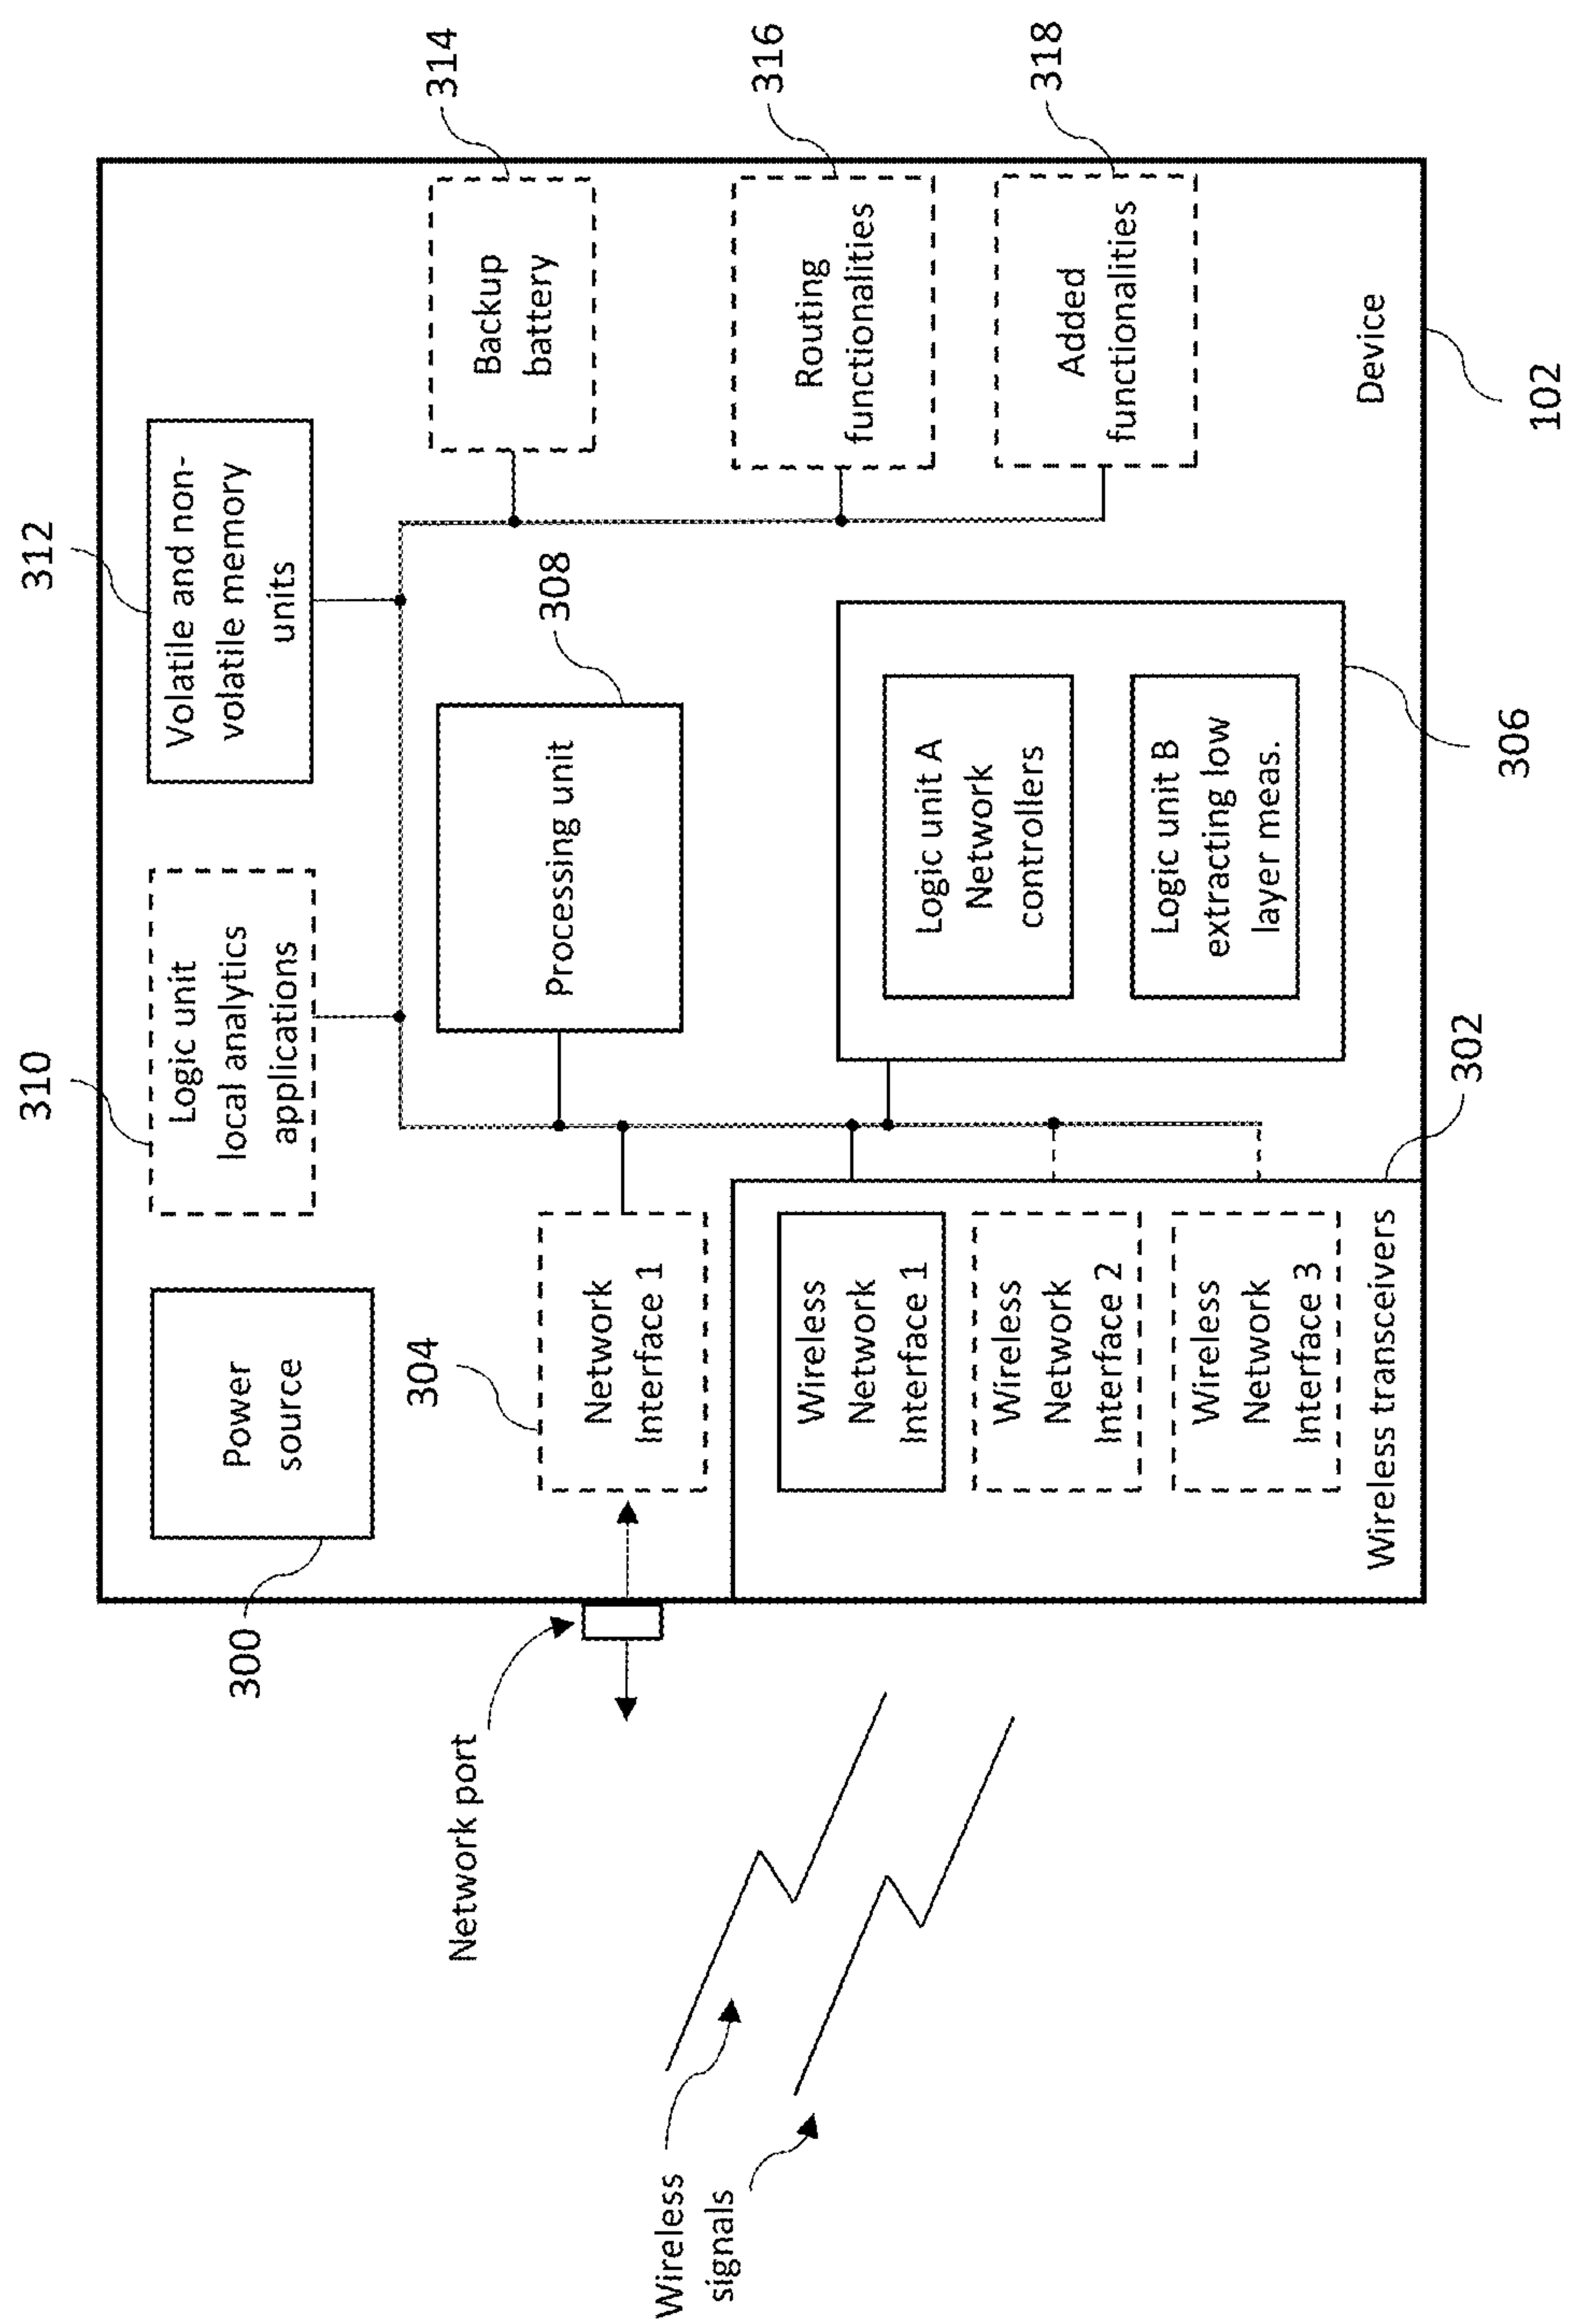 300
310
312
Power
source
Logic unit
local analytics
applications
Volatile and non-
volatile memory
units
314
Backup
battery
304
Network
Interface 1
Network port
308
Processing unit
316
Routing
functionalities
318
Added
functionalities
Wireless
signals
Wireless
Network
Interface 1
Wireless
Network
Interface 2
Wireless
Network
Interface 3
Wireless transceivers
302
Logic unit A
Network
controllers
Logic unit B
extracting low
layer meas.
306
Device
102